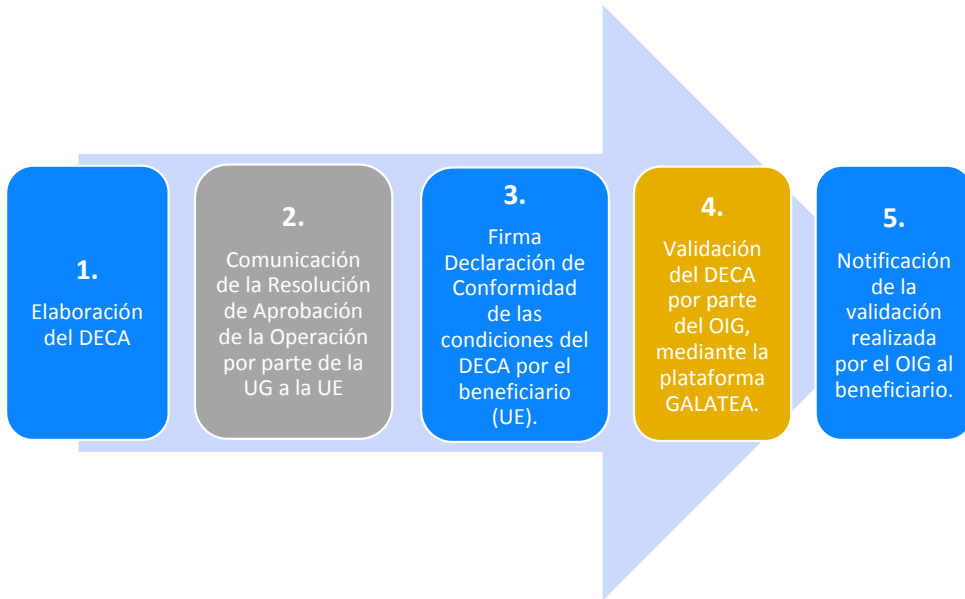 1.
Elaboración
del DECA
2.
Comunicación
de la Resolución
de Aprobación
de la Operación
por parte de la
UG a la UE
3.
Firma
Declaración de
Conformidad
de las
condiciones del
DECA por el
beneficiario
(UE).
4.
Validación
del DECA
por parte
del OIG,
mediante la
plataforma
GALATEA.
5.
Notificación
de la
validación
realizada
por el OIG al
beneficiario.